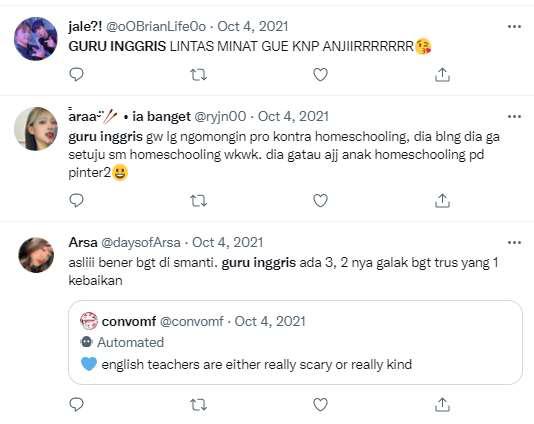 jale?! @oOBrianLife0o · Oct 4, 2021
GURU INGGRIS LINTAS MINAT GUE KNP ANJIIRRRRRRR😘
araa • ia banget @ryjn00 · Oct 4, 2021
guru inggris gw lg ngomongin pro kontra homeschooling, dia blng dia ga
setuju sm homeschooling wkwk. dia gatau ajj anak homeschooling pd
pinter2😃
Arsa @daysofArsa · Oct 4, 2021
asliii bener bgt di smanti. guru inggris ada 3, 2 nya galak bgt trus yang 1
kebaikan
convomf @convomf · Oct 4, 2021
Automated
💙 english teachers are either really scary or really kind